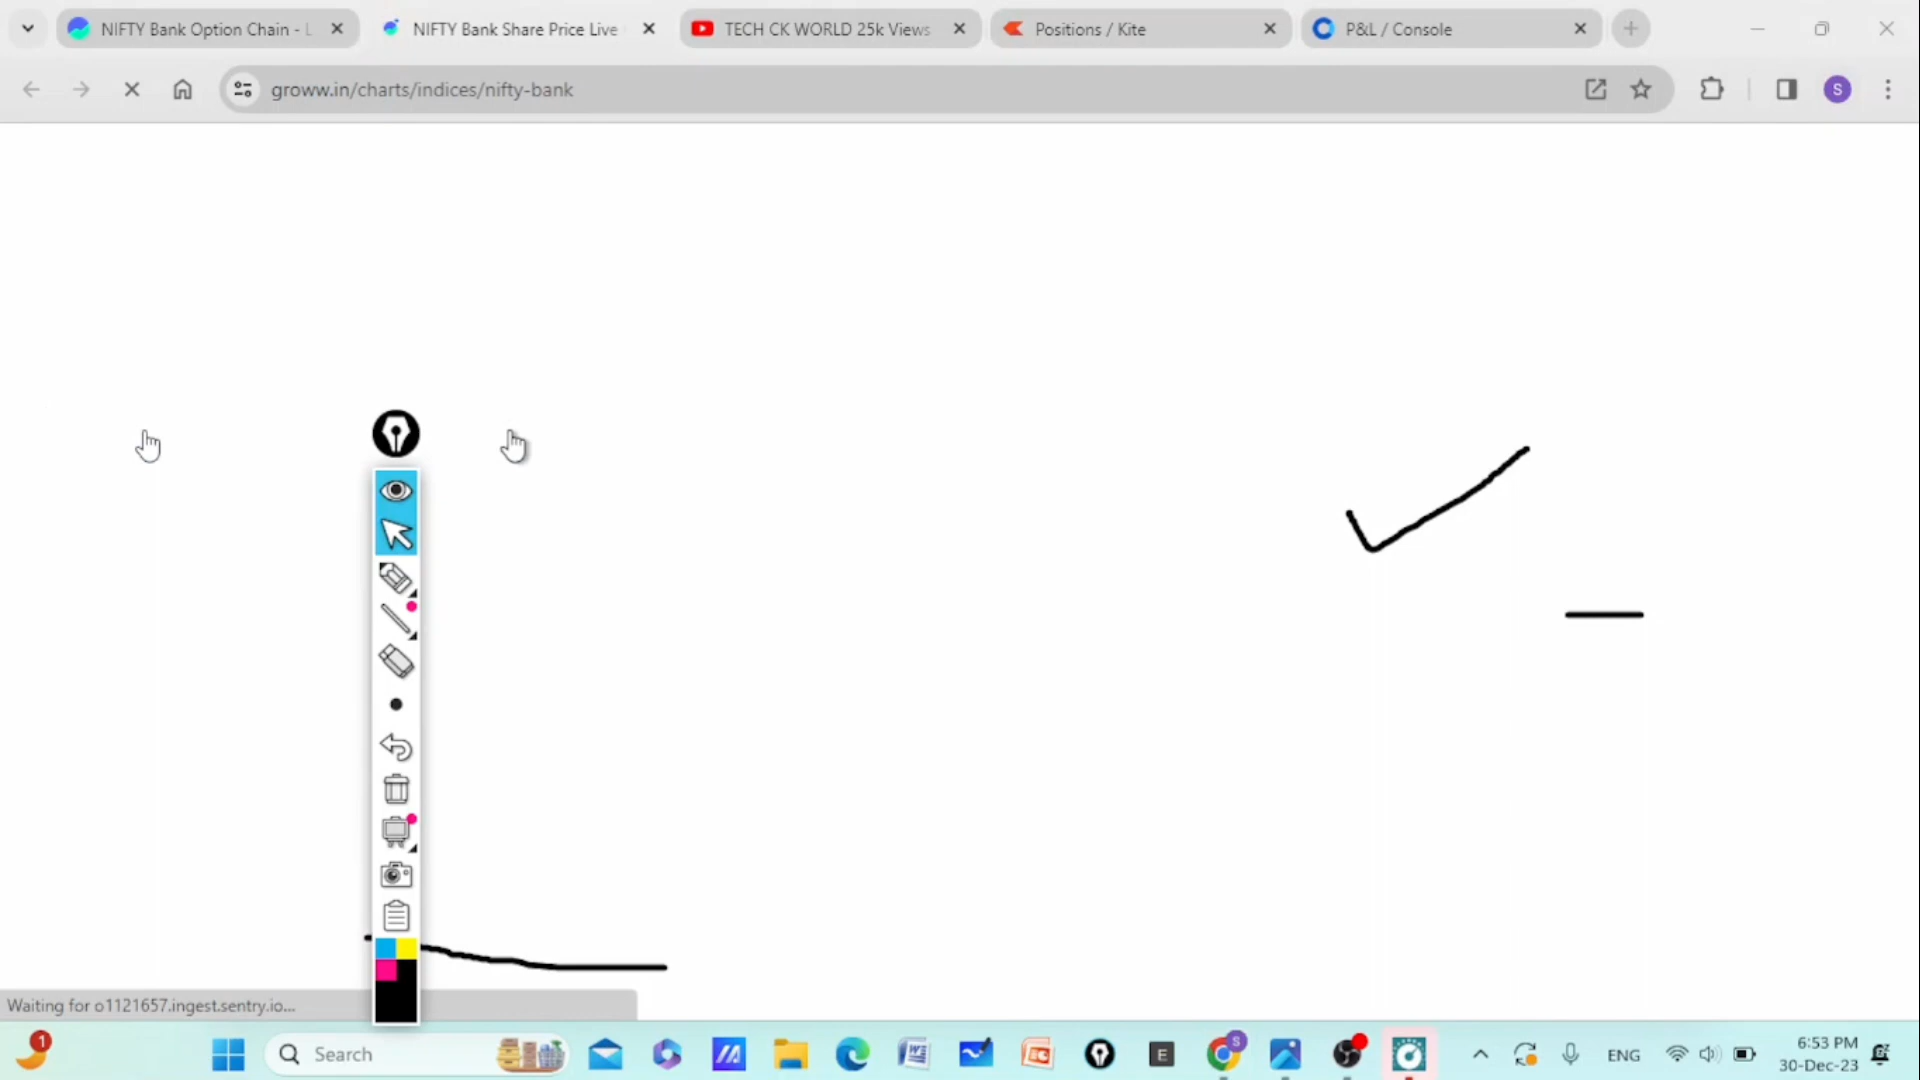 NIFTY Bank Option Chain - L
NIFTY Bank Share Price Live
TECH CK WORLD 25k Views
Positions / Kite
P&L / Console
groww.in/charts/indices/nifty-bank
S
Waiting for o1121657.ingest.sentry.io...
1
Search
E
S
ENG
6:53 PM
30-Dec-23